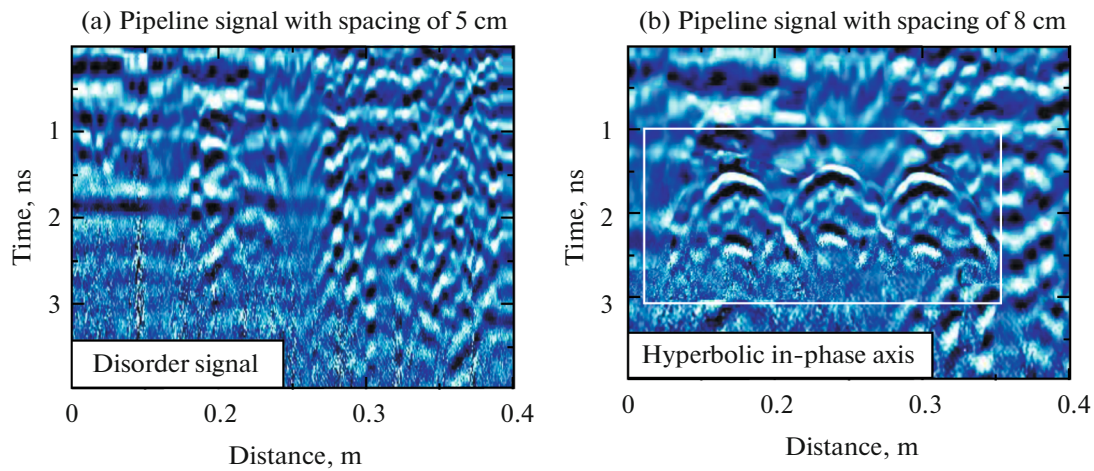 (a) Pipeline signal with spacing of 5 cm
1
2
3
Time, ns
Disorder signal
0
0.2
0.3
0.4
Distance, m
(b) Pipeline signal with spacing of 8 cm
1
2
3
Time, ns
Hyperbolic in-phase axis
0
0.2
0.3
0.4
Distance, m